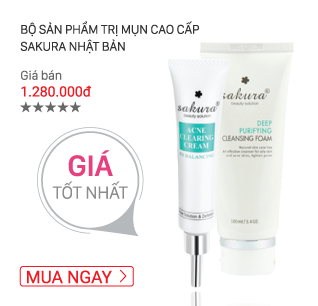 BỘ SẢN PHẨM TRỊ MỤN CAO CẤP
SAKURA NHẬT BẢN
Giá bán
1.280.000đ
GIÁ
TỐT NHẤT
MUA NGAY
sakura®
beauty solution
ACNE
CLEARING
CREAM
sakura®
beauty solution
DEEP
PURIFYING
CLEANSING FOAM